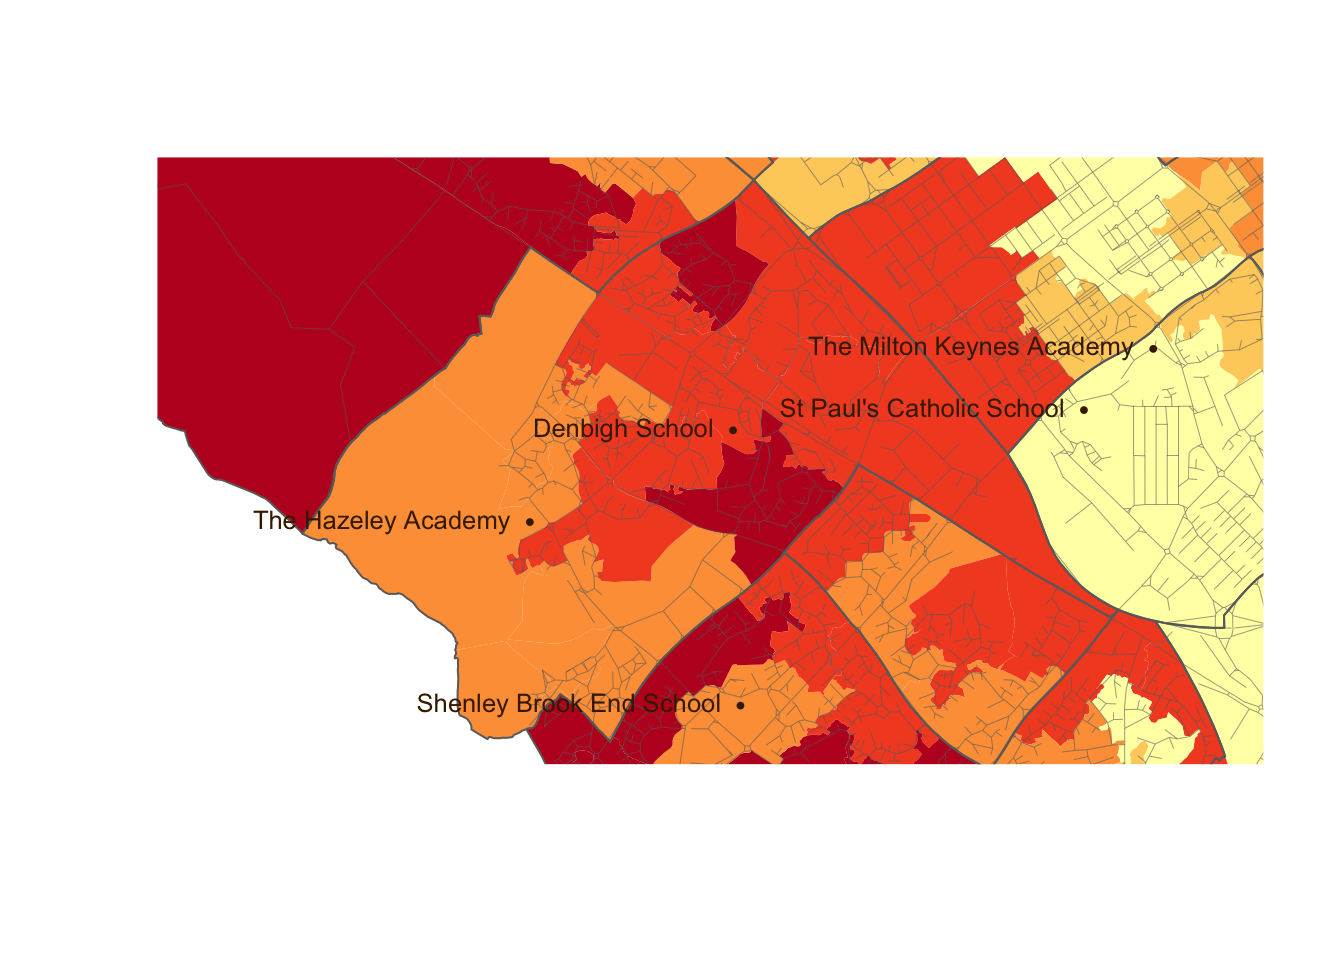 The Milton Keynes Academy
St Paul's Catholic School
Denbigh School
The Hazeley Academy
Shenley Brook End School